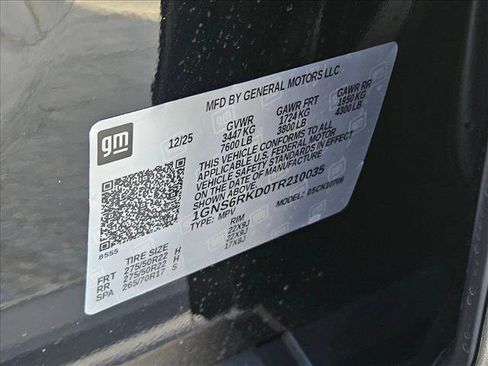 MFD BY GENERAL MOTORS LLC
gm
12/25
GVWR GAWR FRT GAWR RR
3447 KG 1724 KG 1950 KG
7600 LB 3800 LB 4300 LB
THIS VEHICLE CONFORMS TO ALL
APPLICABLE U.S. FEDERAL MOTOR
VEHICLE SAFETY STANDARDS IN
EFFECT ON THE DATE OF
MANUFACTURE SHOWN ABOVE.
1GNS6RKD0TR210035
TYPE: MPV MODEL:
8555
TIRE SIZE RIM
FRT 275/50R22 H 22X9J
RR 275/50R22 H 22X9J
SPA 265/70R17 S 17X8J